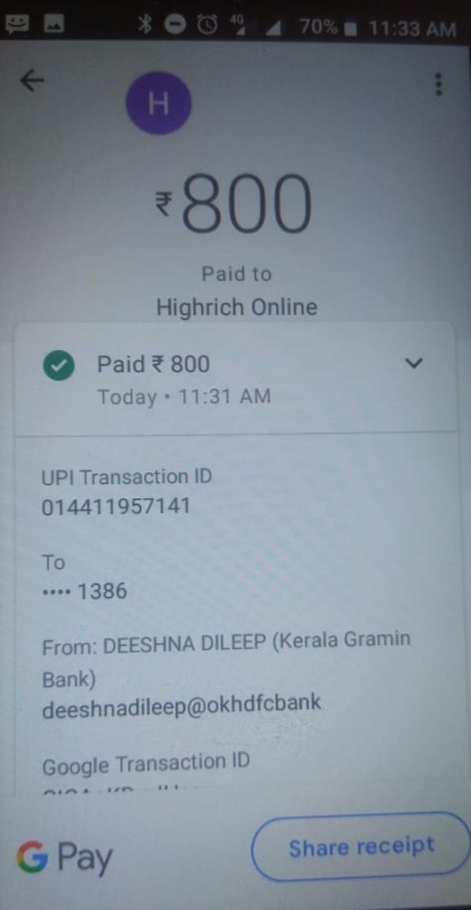 4G 70% 11:33 AM
H
₹800
Paid to
Highrich Online
Paid ₹ 800
Today • 11:31 AM
UPI Transaction ID
014411957141
To
•••• 1386
From: DEESHNA DILEEP (Kerala Gramin
Bank)
deeshnadileep@okhdfcbank
Google Transaction ID
G Pay
Share receipt